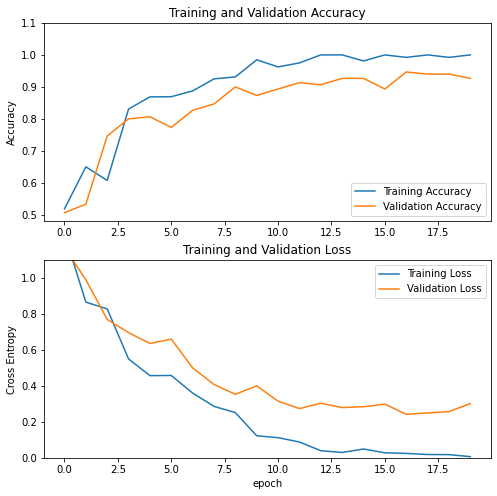 Training and Validation Accuracy
1.1
1.0
0.9
0.8
0.7
0.6
0.5
Accuracy
Training Accuracy
Validation Accuracy
0.0 2.5 5.0 7.5 10.0 12.5 15.0 17.5
Training and Validation Loss
1.0
0.8
0.6
0.4
0.2
0.0
Cross Entropy
Training Loss
Validation Loss
0.0 2.5 5.0 7.5 10.0 12.5 15.0 17.5
epoch